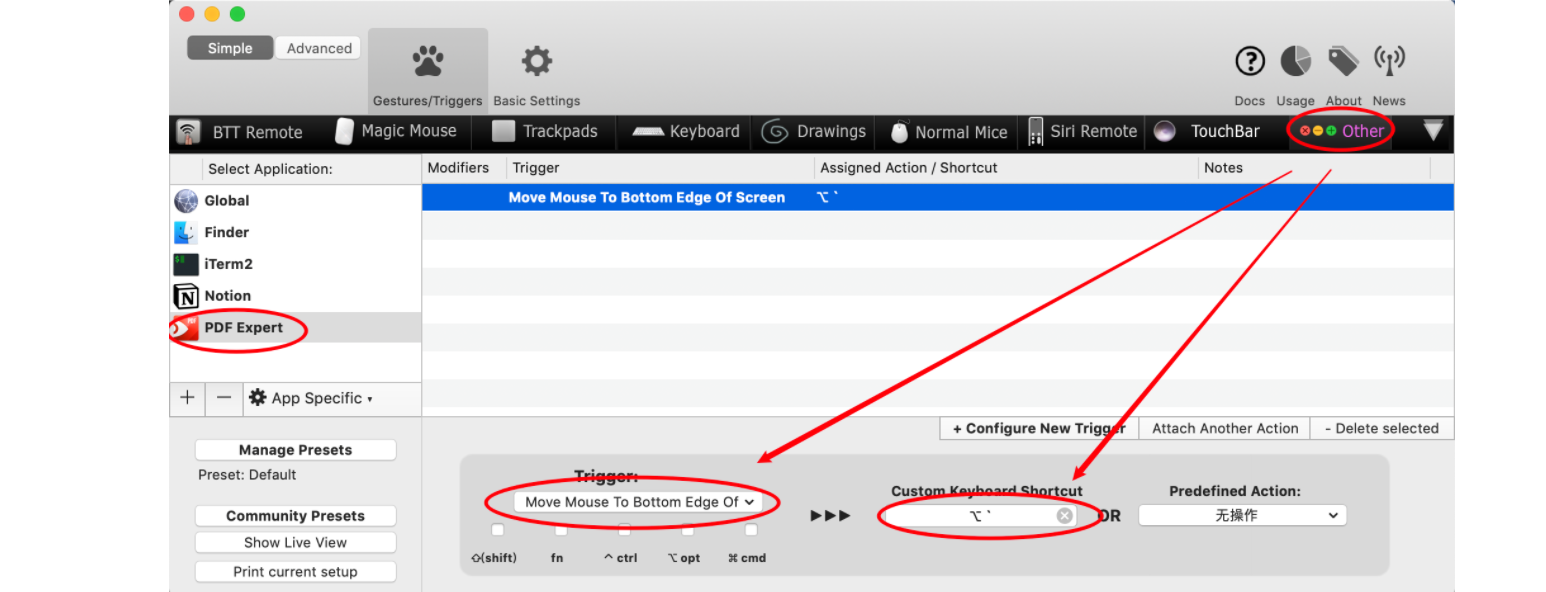 Simple Advanced
Gestures/Triggers Basic Settings Docs Usage About News
BTT Remote Magic Mouse Trackpads Keyboard Drawings Normal Mice Siri Remote TouchBar Other
Select Application: Modifiers Trigger Assigned Action / Shortcut Notes
Global
Move Mouse To Bottom Edge Of Screen ⌥ `
Finder
iTerm2
Notion
PDF Expert
+ − App Specific ▾
+ Configure New Trigger Attach Another Action - Delete selected
Manage Presets
Preset: Default
Community Presets
Show Live View
Print current setup
Trigger:
Move Mouse To Bottom Edge Of
⇧(shift) fn ^ ctrl ⌥ opt ⌘ cmd
▶▶▶
Custom Keyboard Shortcut
⌥ `
OR
Predefined Action:
无操作